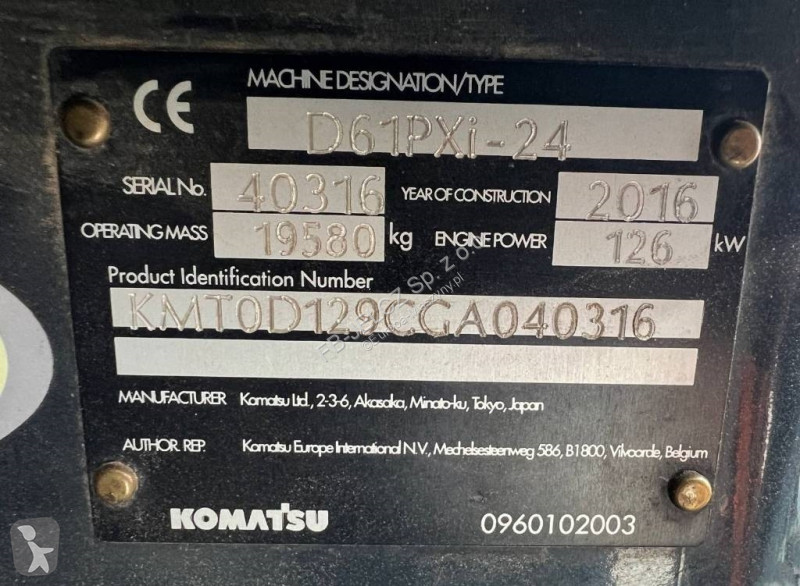 CE
MACHINE DESIGNATION/TYPE
D61PXi-24
SERIAL No. 40316 YEAR OF CONSTRUCTION 2016
OPERATING MASS 19580 kg ENGINE POWER 126 kW
Product Identification Number
KMT0D129CGA040316
MANUFACTURER Komatsu Ltd., 2-3-6, Akasaka, Minato-ku, Tokyo, Japan
AUTHOR. REP. Komatsu Europe International N.V., Mechelsesteenweg 586, B1800, Vilvoorde, Belgium
KOMATSU 0960102003